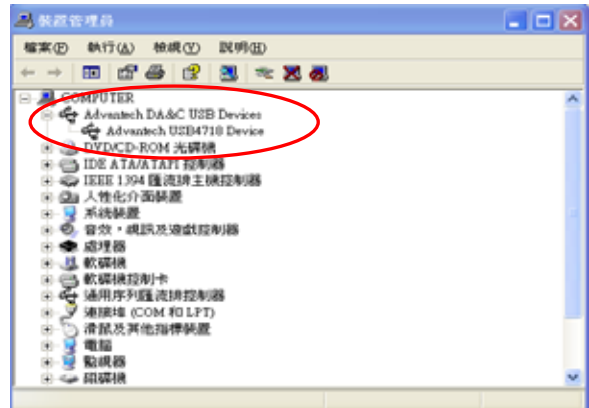 裝置管理員
檔案(F) 執行(A) 檢視(V) 說明(H)
COMPUTER
Advantech DA&C USB Devices
Advantech USB4718 Device
DVD/CD-ROM 光碟機
IDE ATA/ATAPI 控制器
IEEE 1394 匯流排主機控制器
人性化介面裝置
系統裝置
音效，視訊及遊戲控制器
處理器
軟碟機
軟碟機控制卡
通用序列匯流排控制器
連接埠 (COM 和 LPT)
滑鼠及其他指標裝置
電腦
監視器
磁碟機